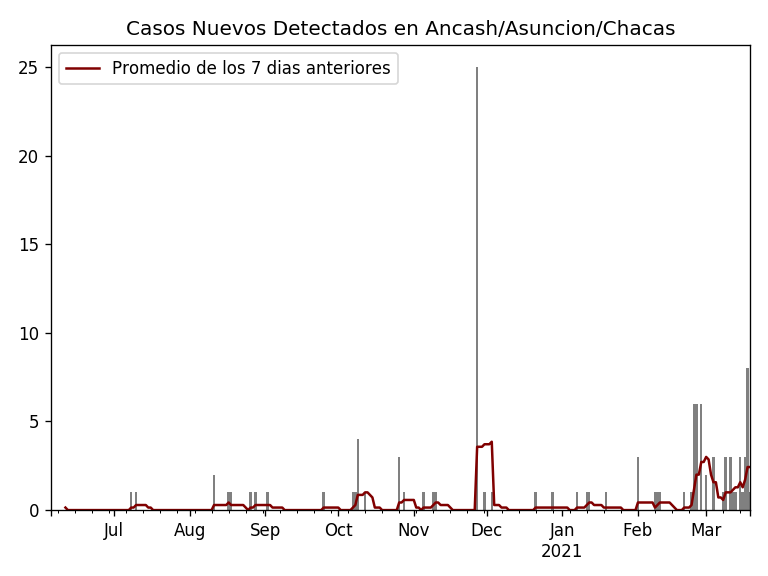 Casos Nuevos Detectados en Ancash/Asuncion/Chacas
Promedio de los 7 dias anteriores
25
20
15
10
5
0
Jul Aug Sep Oct Nov Dec Jan Feb Mar
2021